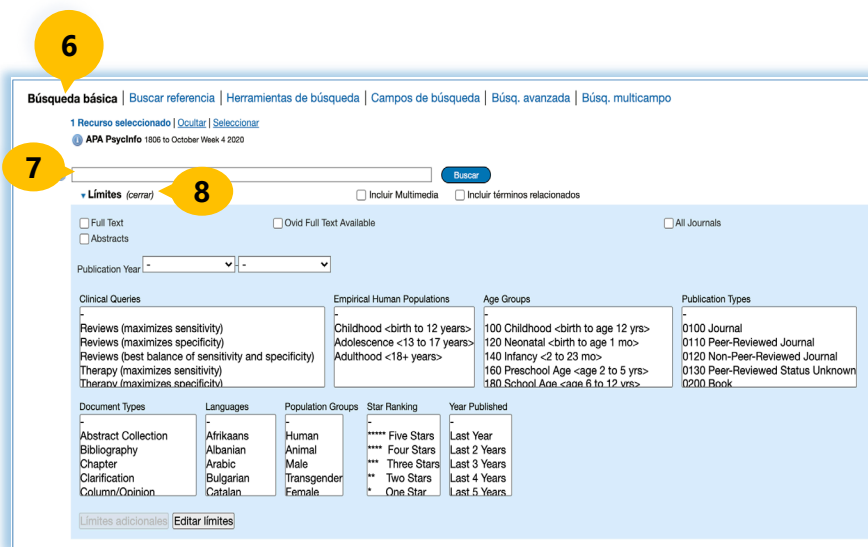 6
Búsqueda básica | Buscar referencia | Herramientas de búsqueda | Campos de búsqueda | Búsq. avanzada | Búsq. multicampo
1 Recurso seleccionado | Ocultar | Seleccionar
i APA PsycInfo 1806 to October Week 4 2020
7
Buscar
▼ Límites (cerrar)
8
Incluir Multimedia Incluir términos relacionados
Full Text Ovid Full Text Available All Journals
Abstracts
Publication Year - - -
Clinical Queries Empirical Human Populations Age Groups Publication Types
- - - -
Reviews (maximizes sensitivity) Childhood <birth to 12 years> 100 Childhood <birth to age 12 yrs> 0100 Journal
Reviews (maximizes specificity) Adolescence <13 to 17 years> 120 Neonatal <birth to age 1 mo> 0110 Peer-Reviewed Journal
Reviews (best balance of sensitivity and specificity) Adulthood <18+ years> 140 Infancy <2 to 23 mo> 0120 Non-Peer-Reviewed Journal
Therapy (maximizes sensitivity) 160 Preschool Age <age 2 to 5 yrs> 0130 Peer-Reviewed Status Unknown
Therapy (maximizes specificity) 180 School Age <age 6 to 12 yrs> 0200 Book
Document Types Languages Population Groups Star Ranking Year Published
- - - - -
Abstract Collection Afrikaans Human ***** Five Stars Last Year
Bibliography Albanian Animal **** Four Stars Last 2 Years
Chapter Arabic Male *** Three Stars Last 3 Years
Clarification Bulgarian Transgender ** Two Stars Last 4 Years
Column/Opinion Catalan Female * One Star Last 5 Years
Límites adicionales Editar límites